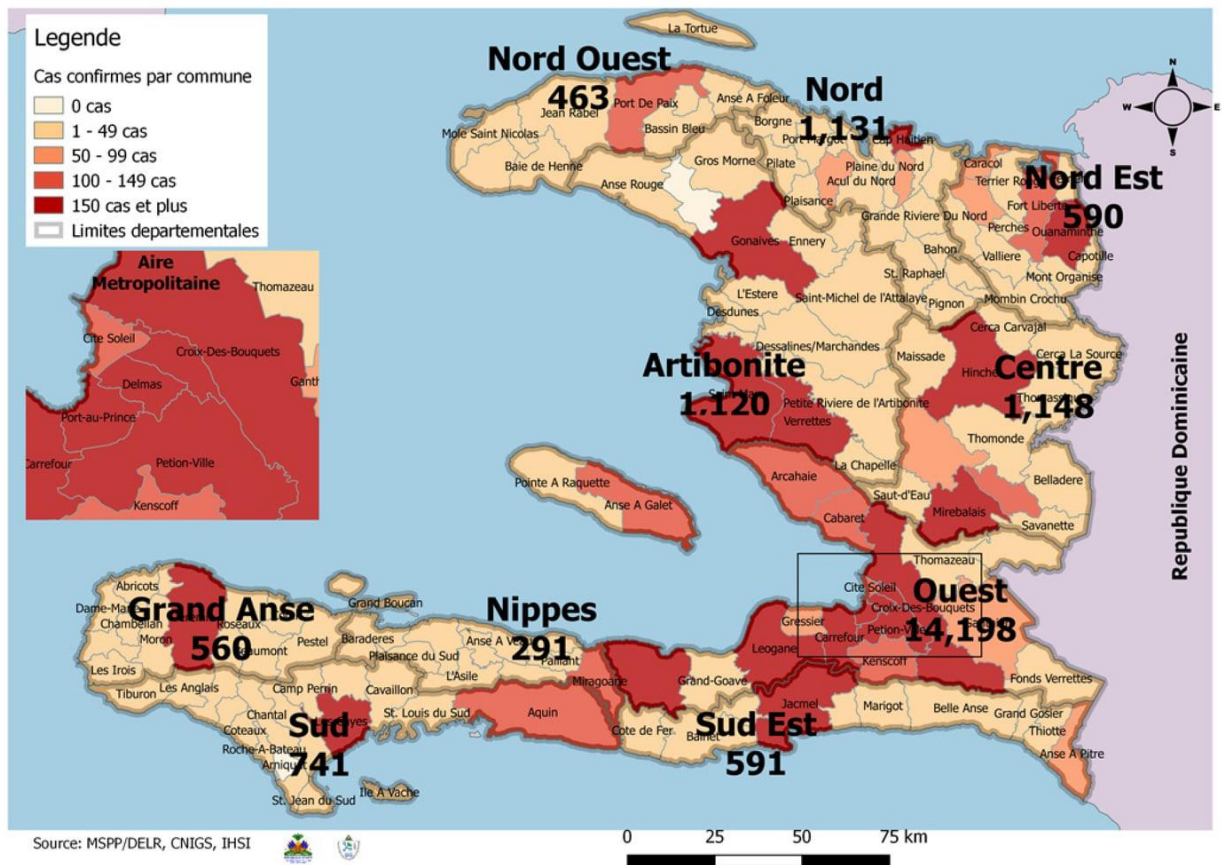 Legende
Cas confirmes par commune
0 cas
1 - 49 cas
50 - 99 cas
100 - 149 cas
150 cas et plus
Limites departementales
La Tortue
Nord Ouest
463
Port De Paix
Jean Rabel
Anse A Foleur
Mole Saint Nicolas
Bassin Bleu
Baie de Henne
Nord
1,131
Borgne
Port Margot
Cap Haitien
Gros Morne
Pilate
Plaine du Nord
Acul du Nord
Anse Rouge
Plaisance
Caracol
Terrier Rouge
Nord Est
590
Fort Liberte
Grande Riviere Du Nord
Perches
Ouanaminthe
Gonaives
Ennery
Bahon
Valliere
Capotille
St. Raphael
Mont Organise
L'Estere
Saint-Michel de l'Attalaye
Pignon
Mombin Crochu
Desdunes
Cerca Carvajal
Dessalines/Marchandes
Maissade
Cerca La Source
Artibonite
1.120
Centre
1,148
Petite Riviere de l'Artibonite
Verrettes
Thomonde
La Chapelle
Arcahaie
Belladere
Saut-d'Eau
Cabaret
Mirebalais
Savanette
Pointe A Raquette
Anse A Galet
Thomazeau
Cite Soleil
Ouest
14,198
Croix-Des-Bouquets
Gressier
Carrefour
Petion-Ville
Leogane
Kenscoff
Fonds Verrettes
Aire
Metropolitaine
Thomazeau
Cite Soleil
Croix-Des-Bouquets
Delmas
Gant
Port-au-Prince
Carrefour
Petion-Ville
Kenscoff
Abricots
Grand Anse
560
Chambellan
Moron
Roseaux
Pestel
Les Irois
Grand Boucan
Nippes
291
Baraderes
Plaisance du Sud
L'Asile
Paillant
Miragoane
Grand-Goave
Tiburon
Les Anglais
Camp Perrin
Cavaillon
St. Louis du Sud
Aquin
Chantal
Sud
741
Coteaux
Roche-A-Bateau
St. Jean du Sud
Ile A Vache
Jacmel
Sud Est
591
Cote de Fer
Bainet
Marigot
Belle Anse
Grand Gosier
Thiotte
Anse A Pitre
Republique Dominicaine
N
W
E
S
0 25 50 75 km
Source: MSPP/DELR, CNIGS, IHSI